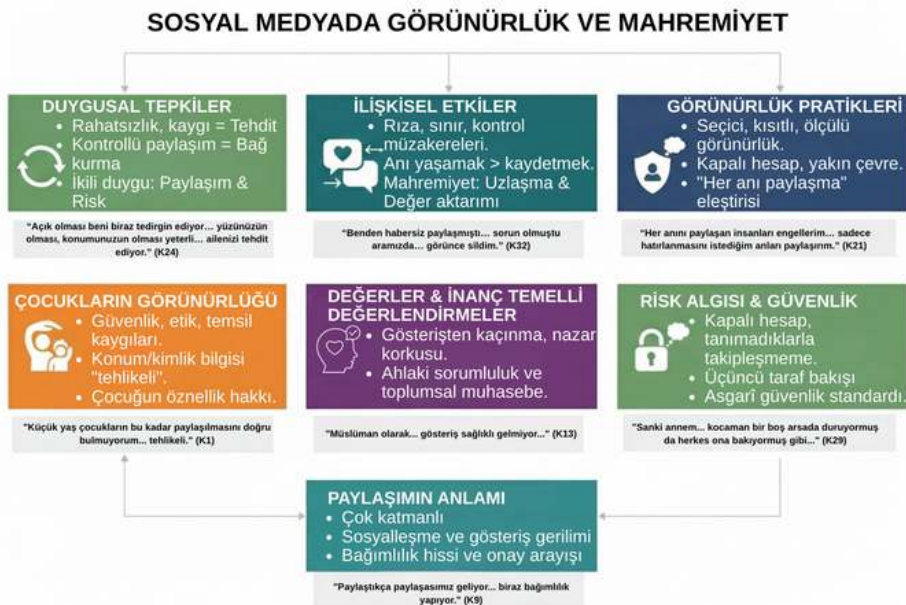 SOSYAL MEDYADA GÖRÜNÜRLÜK VE MAHREMİYET
DUYGUSAL TEPKİLER
• Rahatsızlık, kaygı = Tehdit
• Kontrollü paylaşım = Bağ
kurma
• İkili duygu: Paylaşım &
Risk
"Açık olması beni biraz tedirgin ediyor... yüzünüzün
olması, konumunuzun olması yeterli... ailenizi tehdit
ediyor." (K24)
İLİŞKİSEL ETKİLER
• Rıza, sınır, kontrol
müzakereleri.
Anı yaşamak > kaydetmek.
Mahremiyet: Uzlaşma &
Değer aktarımı
"Benden habersiz paylaşmıştı... sorun olmuştu
aramızda... görünce sildim." (K32)
GÖRÜNÜRLÜK PRATİKLERİ
• Seçici, kısıtlı, ölçülü
görünürlük.
• Kapalı hesap, yakın çevre.
• "Her anı paylaşma"
eleştirisi
"Her anını paylaşan insanları engellerim... sadece
hatırlanmasını istediğim anları paylaşırım." (K21)
ÇOCUKLARIN GÖRÜNÜRLÜĞÜ
• Güvenlik, etik, temsil
kaygıları.
• Konum/kimlik bilgisi
"tehlikeli".
• Çocuğun öznellik hakkı.
"Küçük yaş çocukların bu kadar paylaşılmasını doğru
bulmuyorum... tehlikeli." (K1)
DEĞERLER & İNANÇ TEMELLİ
DEĞERLENDİRMELER
• Gösterişten kaçınma, nazar
korkusu.
• Ahlaki sorumluluk ve
toplumsal muhasebe.
"Müslüman olarak... gösteriş sağlıklı gelmiyor..." (K13)
RİSK ALGISI & GÜVENLİK
• Kapalı hesap,
tanımadıklarla
takipleşmeme.
• Üçüncü taraf bakışı
• Asgarî güvenlik standardı.
"Sanki annem... kocaman bir boş arsada duruyormuş
da herkes ona bakıyormuş gibi..." (K29)
PAYLAŞIMIN ANLAMI
• Çok katmanlı
• Sosyalleşme ve gösteriş gerilimi
• Bağımlılık hissi ve onay arayışı
"Paylaştıkça paylaşasımız geliyor... biraz bağımlılık
yapıyor." (K9)